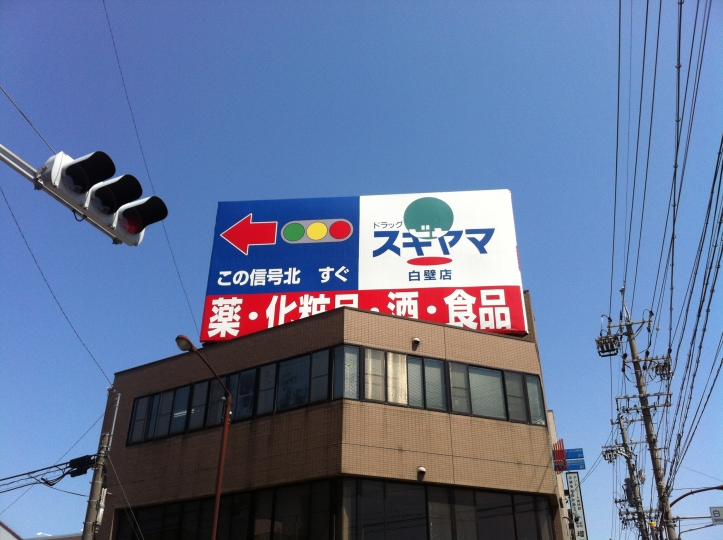 この信号北 すぐ
ドラッグ
スギヤマ
白壁店
薬・化粧品・酒・食品